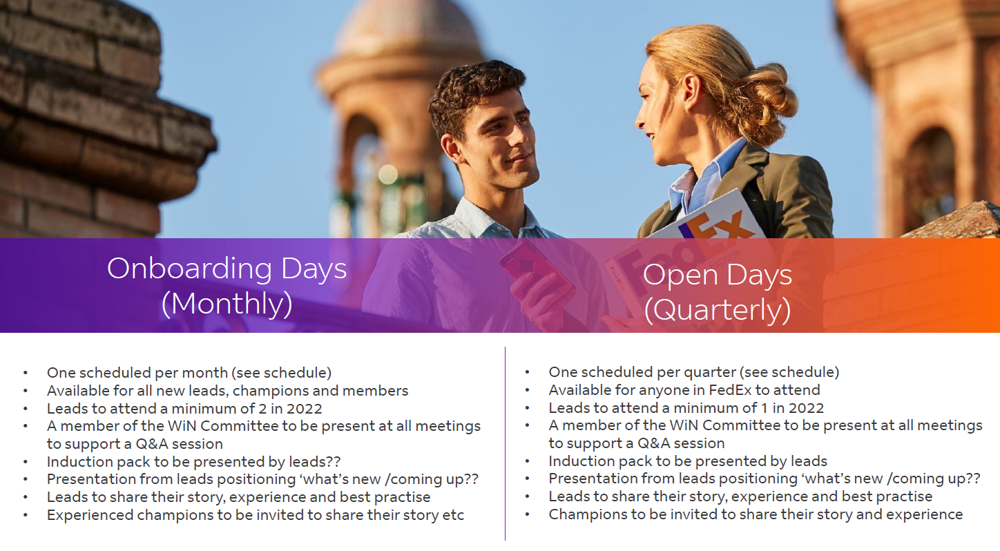 FedEx
Express
Onboarding Days
(Monthly)
Open Days
(Quarterly)
• One scheduled per month (see schedule)
• Available for all new leads, champions and members
• Leads to attend a minimum of 2 in 2022
• A member of the WiN Committee to be present at all meetings
to support a Q&A session
• Induction pack to be presented by leads??
• Presentation from leads positioning ‘what’s new /coming up??
• Leads to share their story, experience and best practise
• Experienced champions to be invited to share their story etc
• One scheduled per quarter (see schedule)
• Available for anyone in FedEx to attend
• Leads to attend a minimum of 1 in 2022
• A member of the WiN Committee to be present at all meetings
to support a Q&A session
• Induction pack to be presented by leads
• Presentation from leads positioning ‘what’s new /coming up??
• Leads to share their story, experience and best practise
• Champions to be invited to share their story and experience